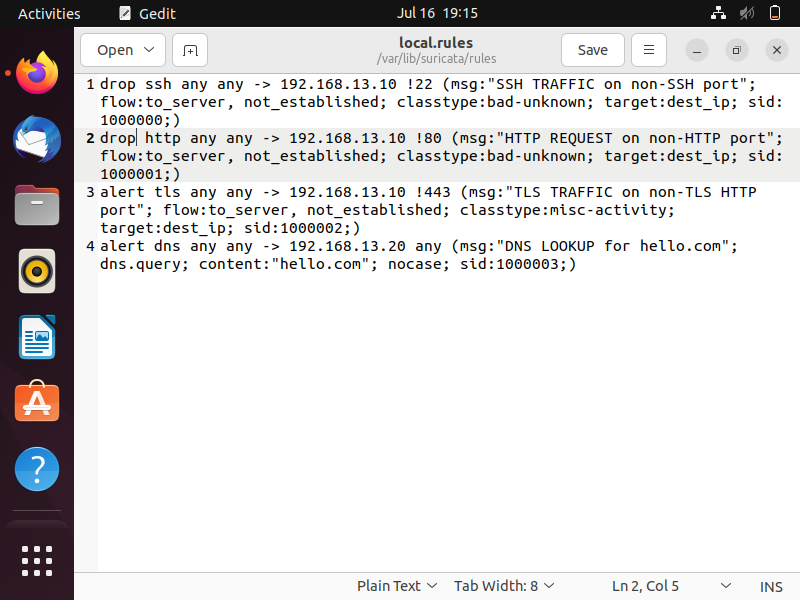 Activities Gedit Jul 16 19:15
Open local.rules Save
/var/lib/suricata/rules
1 drop ssh any any -> 192.168.13.10 !22 (msg:"SSH TRAFFIC on non-SSH port";
flow:to_server, not_established; classtype:bad-unknown; target:dest_ip; sid:
1000000;)
2 drop http any any -> 192.168.13.10 !80 (msg:"HTTP REQUEST on non-HTTP port";
flow:to_server, not_established; classtype:bad-unknown; target:dest_ip; sid:
1000001;)
3 alert tls any any -> 192.168.13.10 !443 (msg:"TLS TRAFFIC on non-TLS HTTP
port"; flow:to_server, not_established; classtype:misc-activity;
target:dest_ip; sid:1000002;)
4 alert dns any any -> 192.168.13.20 any (msg:"DNS LOOKUP for hello.com";
dns.query; content:"hello.com"; nocase; sid:1000003;)
Plain Text Tab Width: 8 Ln 2, Col 5 INS